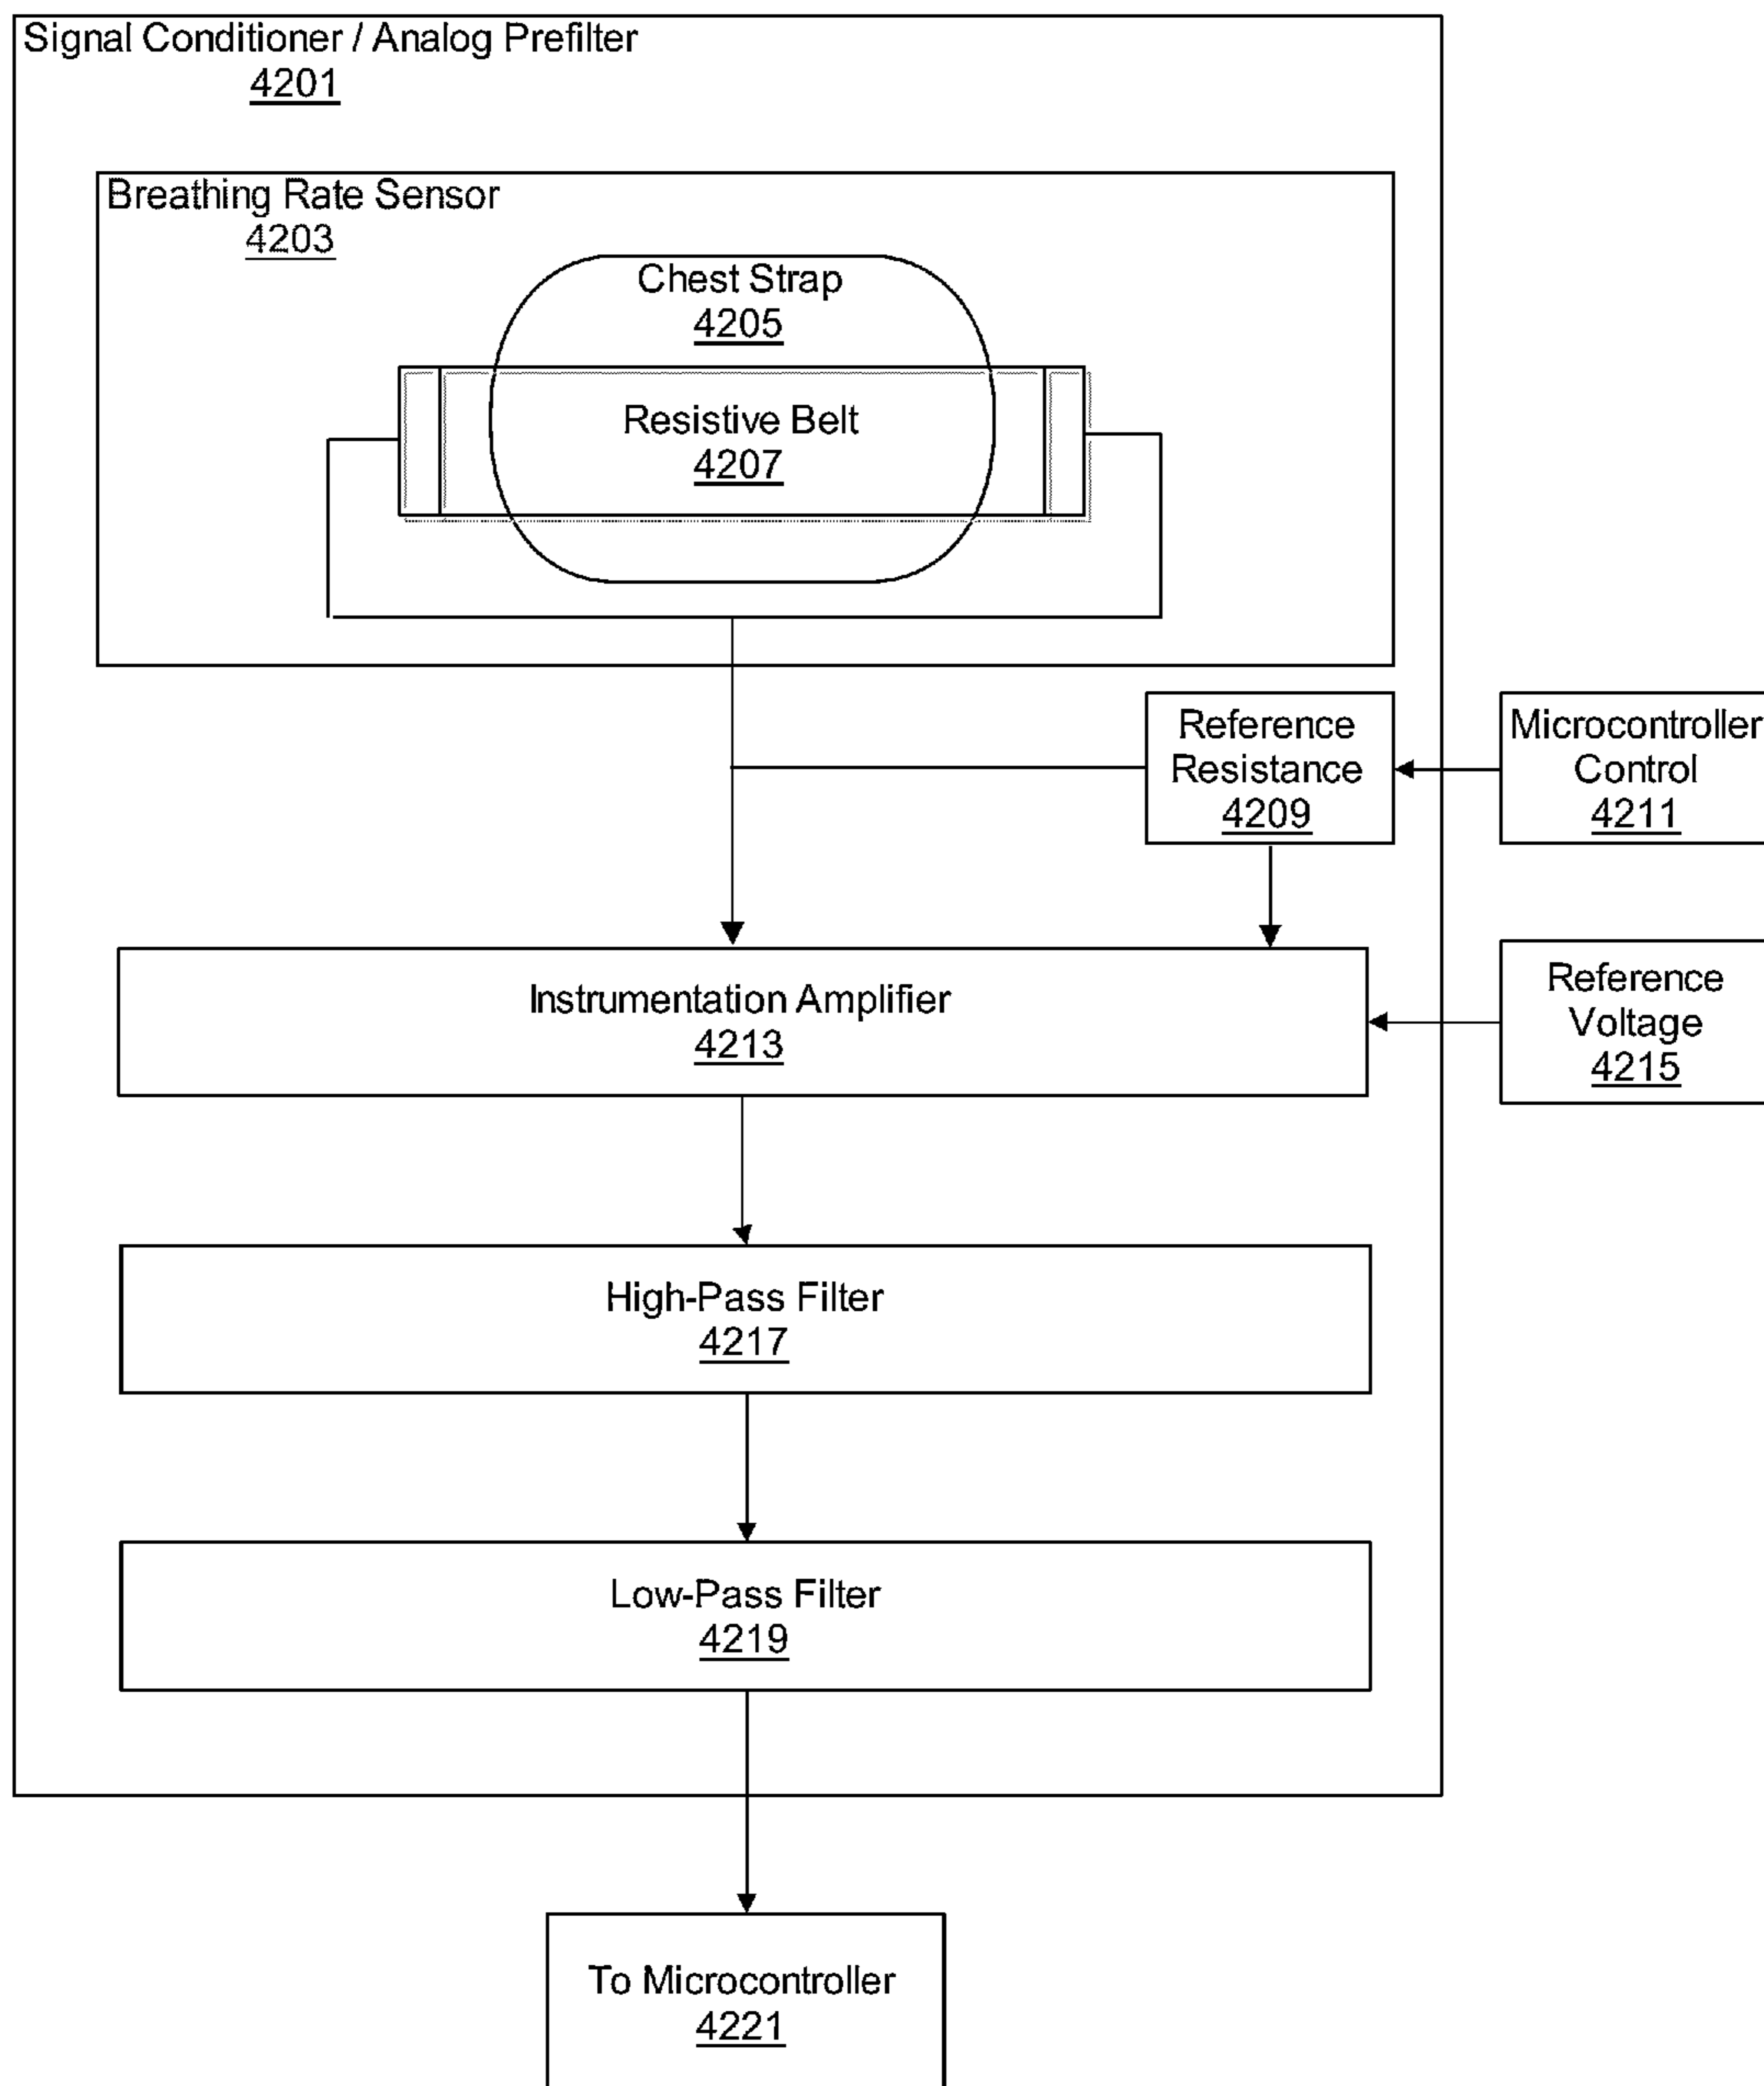 Signal Conditioner / Analog Prefilter
4201
Breathing Rate Sensor
4203
Chest Strap
4205
Resistive Belt
4207
Reference
Resistance
4209
Microcontroller
Control
4211
Instrumentation Amplifier
4213
Reference
Voltage
4215
High-Pass Filter
4217
Low-Pass Filter
4219
To Microcontroller
4221